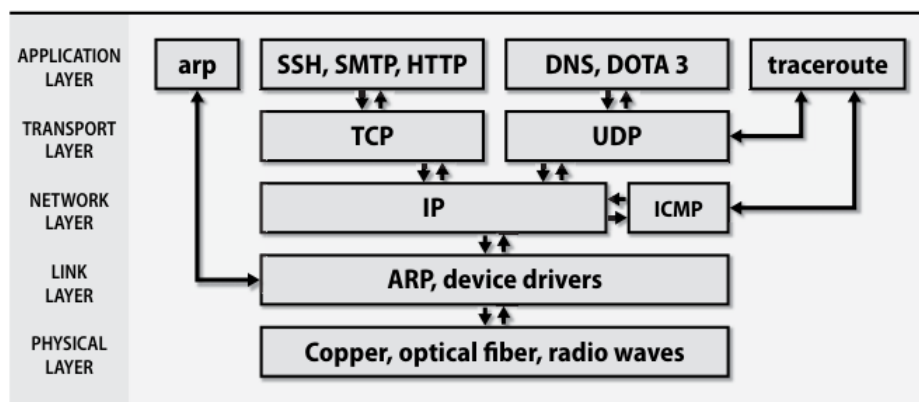 APPLICATION
LAYER
arp
SSH, SMTP, HTTP
DNS, DOTA 3
traceroute
TRANSPORT
LAYER
TCP
UDP
NETWORK
LAYER
IP
ICMP
LINK
LAYER
ARP, device drivers
PHYSICAL
LAYER
Copper, optical fiber, radio waves